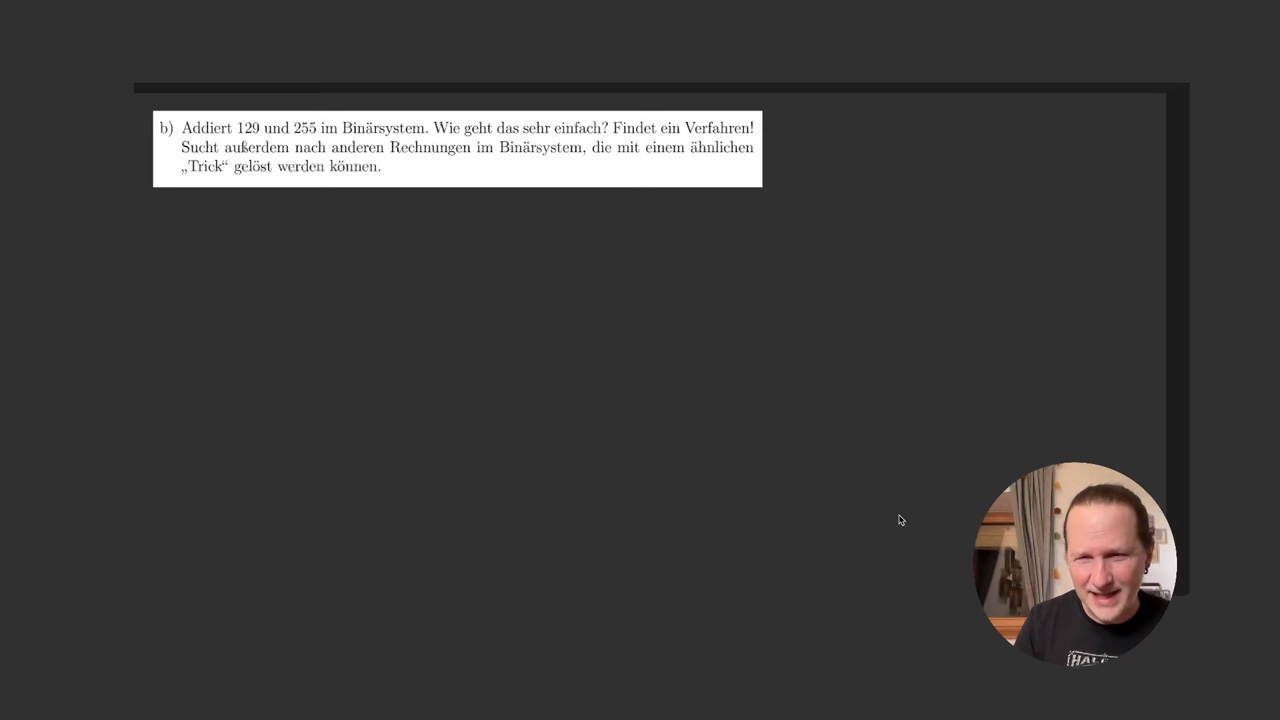 b) Addiert 129 und 255 im Binärsystem. Wie geht das sehr einfach? Findet ein Verfahren!
Sucht außerdem nach anderen Rechnungen im Binärsystem, die mit einem ähnlichen
„Trick“ gelöst werden können.